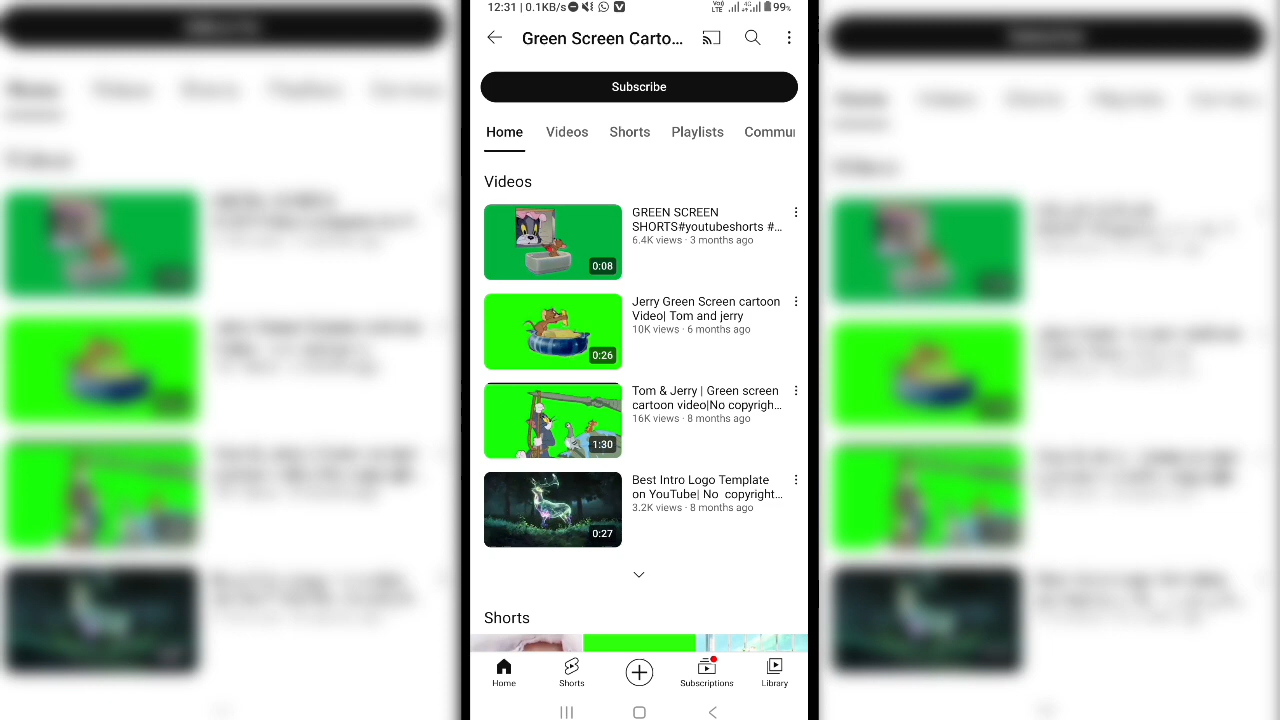 12:31 | 0.1KB/s
Vo)) LTE 4G 99%
Green Screen Carto...
Subscribe
Home Videos Shorts Playlists Commu
Videos
GREEN SCREEN
SHORTS#youtubeshorts #...
6.4K views · 3 months ago
0:08
Jerry Green Screen cartoon
Video| Tom and jerry
10K views · 6 months ago
0:26
Tom & Jerry | Green screen
cartoon video|No copyrigh...
16K views · 8 months ago
1:30
Best Intro Logo Template
on YouTube| No copyright...
3.2K views · 8 months ago
0:27
Shorts
Home Shorts Subscriptions Library